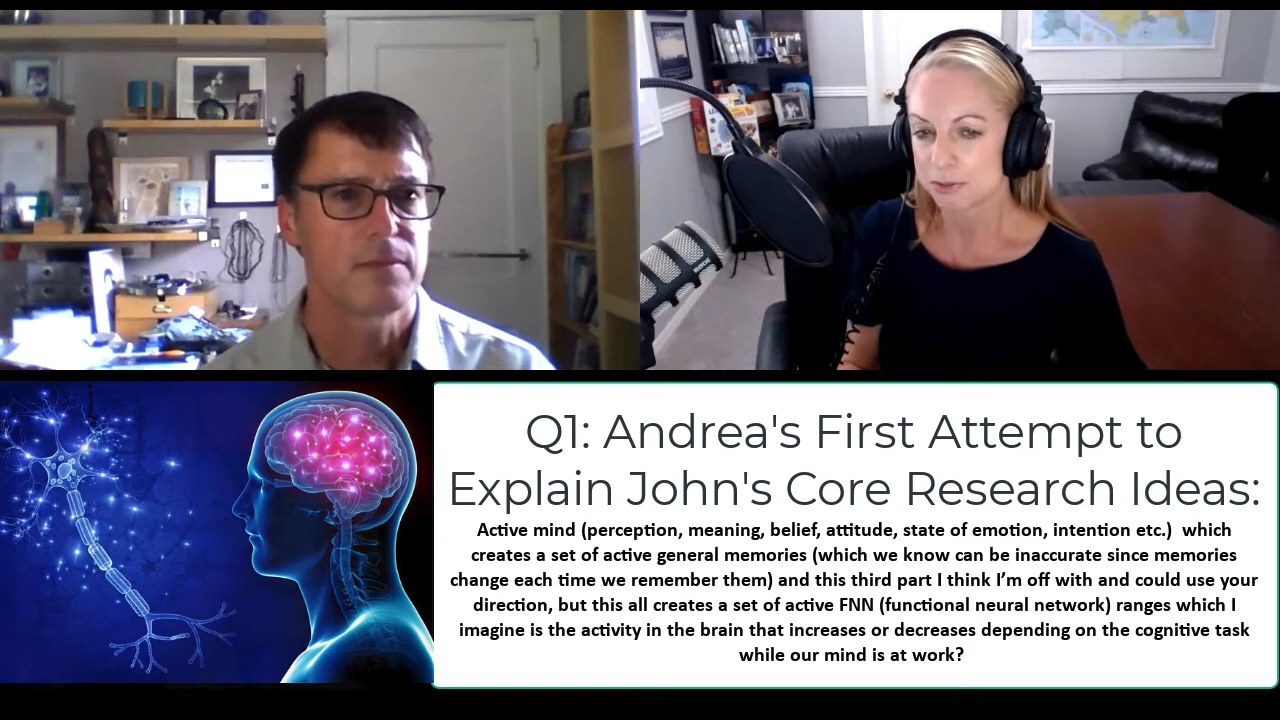 Q1: Andrea's First Attempt to
Explain John's Core Research Ideas:
Active mind (perception, meaning, belief, attitude, state of emotion, intention etc.)  which
creates a set of active general memories (which we know can be inaccurate since memories
change each time we remember them) and this third part I think I’m off with and could use your
direction, but this all creates a set of active FNN (functional neural network) ranges which I
imagine is the activity in the brain that increases or decreases depending on the cognitive task
while our mind is at work?